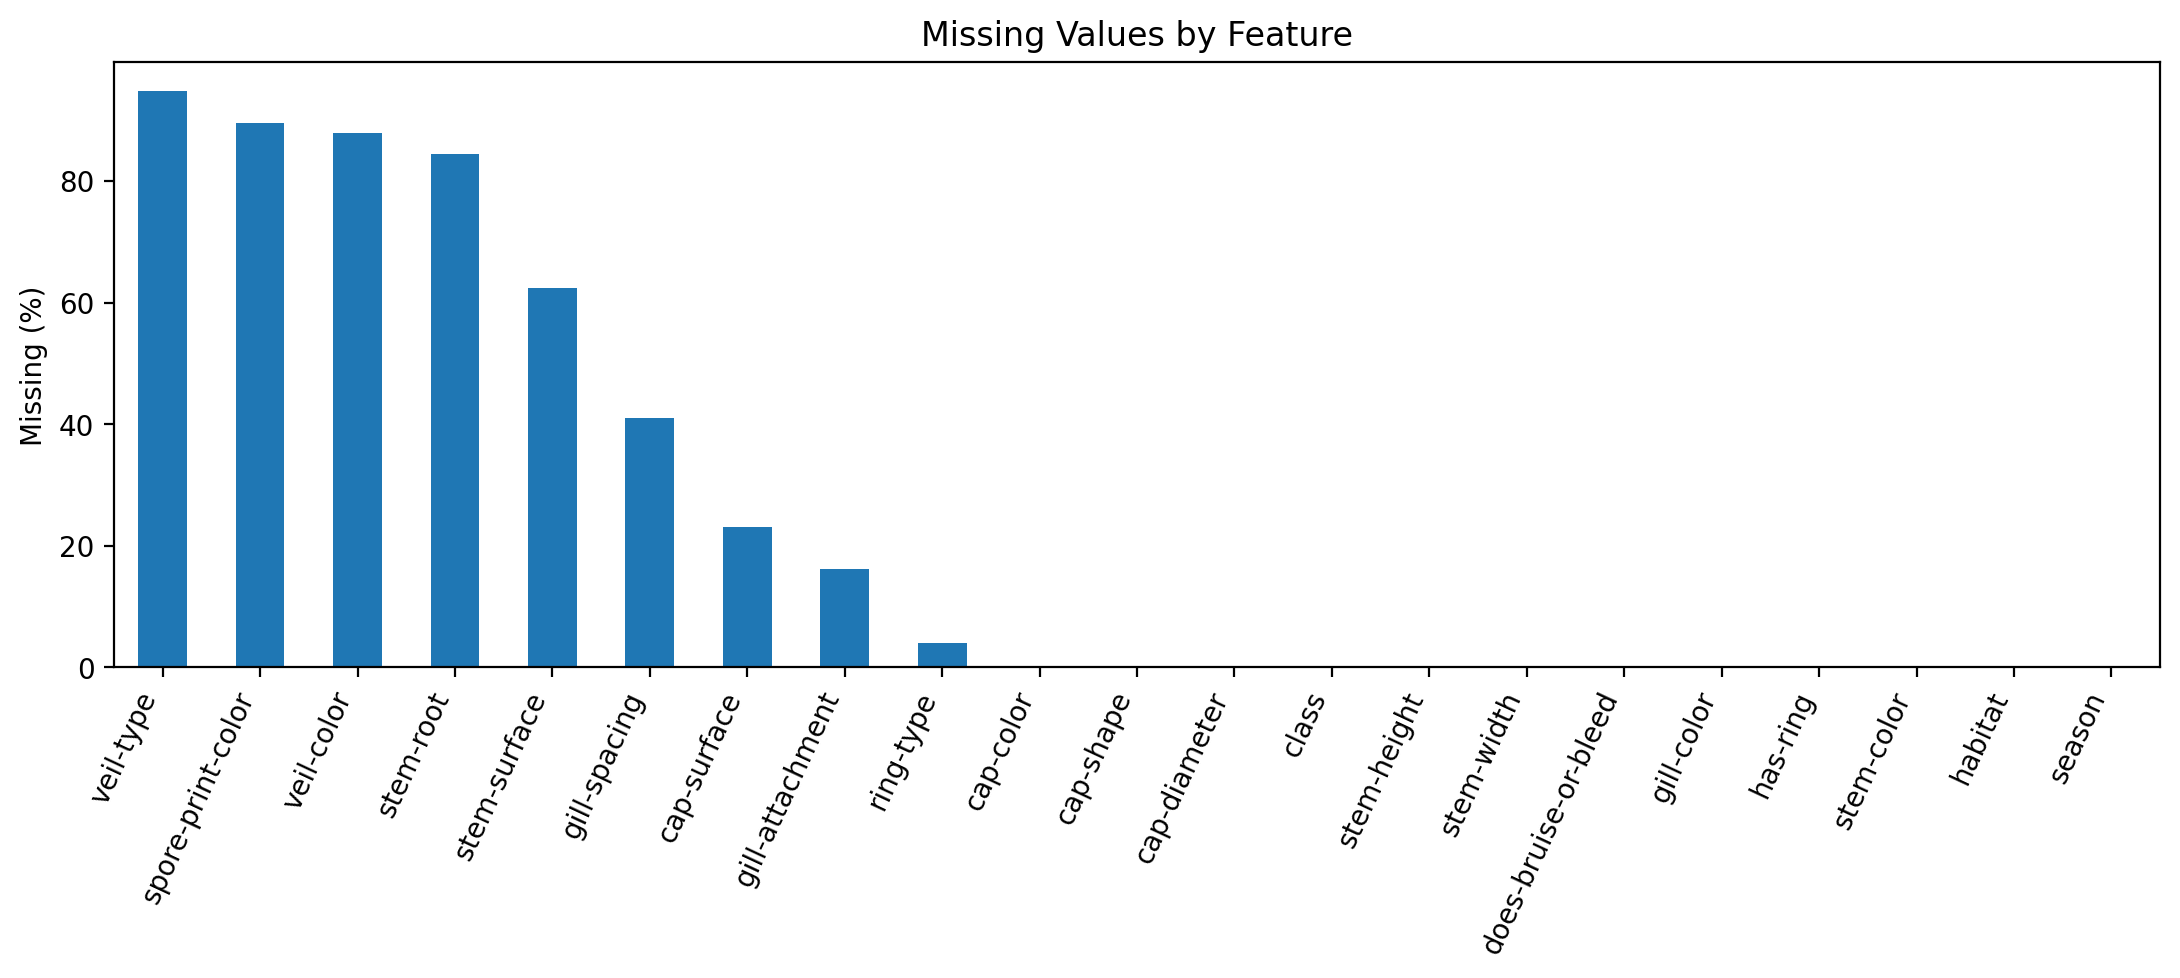 Missing Values by Feature
Missing (%)
80
60
40
20
0
veil-type
spore-print-color
veil-color
stem-root
stem-surface
gill-spacing
cap-surface
gill-attachment
ring-type
cap-color
cap-shape
cap-diameter
class
stem-height
stem-width
does-bruise-or-bleed
gill-color
has-ring
stem-color
habitat
season